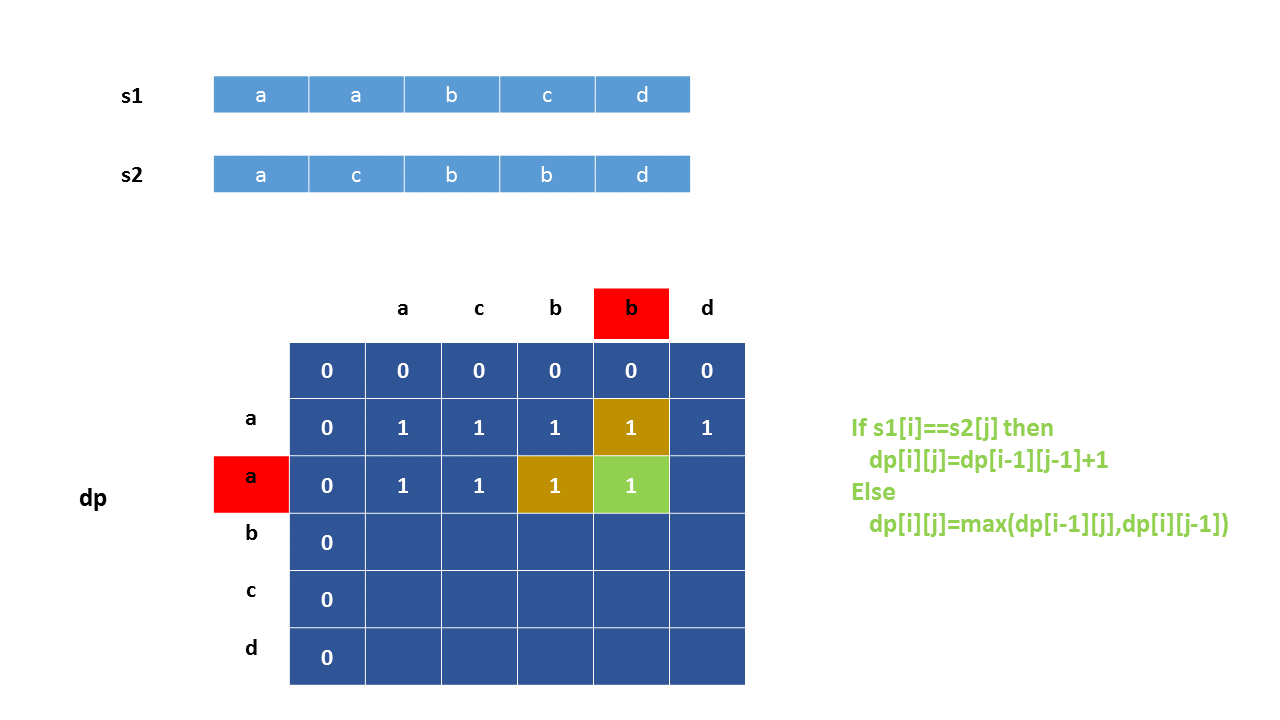 s1 a a b c d
s2 a c b b d
a c b b d
0 0 0 0 0 0
a 0 1 1 1 1 1
a 0 1 1 1 1
dp
b 0
c 0
d 0
If s1[i]==s2[j] then
dp[i][j]=dp[i-1][j-1]+1
Else
dp[i][j]=max(dp[i-1][j],dp[i][j-1])